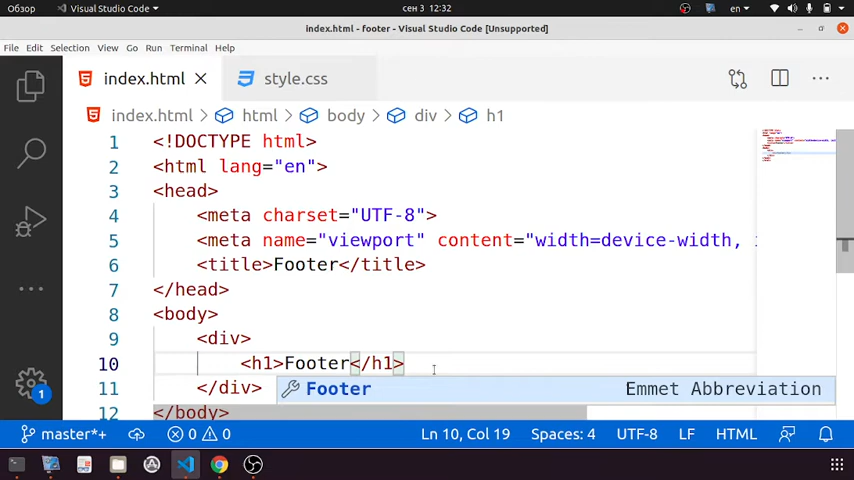 Обзор Visual Studio Code сен 3 12:32 en
index.html - footer - Visual Studio Code [Unsupported]
File Edit Selection View Go Run Terminal Help
index.html style.css
index.html > html > body > div > h1
1 <!DOCTYPE html>
2 <html lang="en">
3 <head>
4 <meta charset="UTF-8">
5 <meta name="viewport" content="width=device-width,
6 <title>Footer</title>
7 </head>
8 <body>
9 <div>
10 <h1>Footer</h1>
11 </div>
Footer Emmet Abbreviation
12 </body>
1
master*+ 0 0 Ln 10, Col 19 Spaces: 4 UTF-8 LF HTML